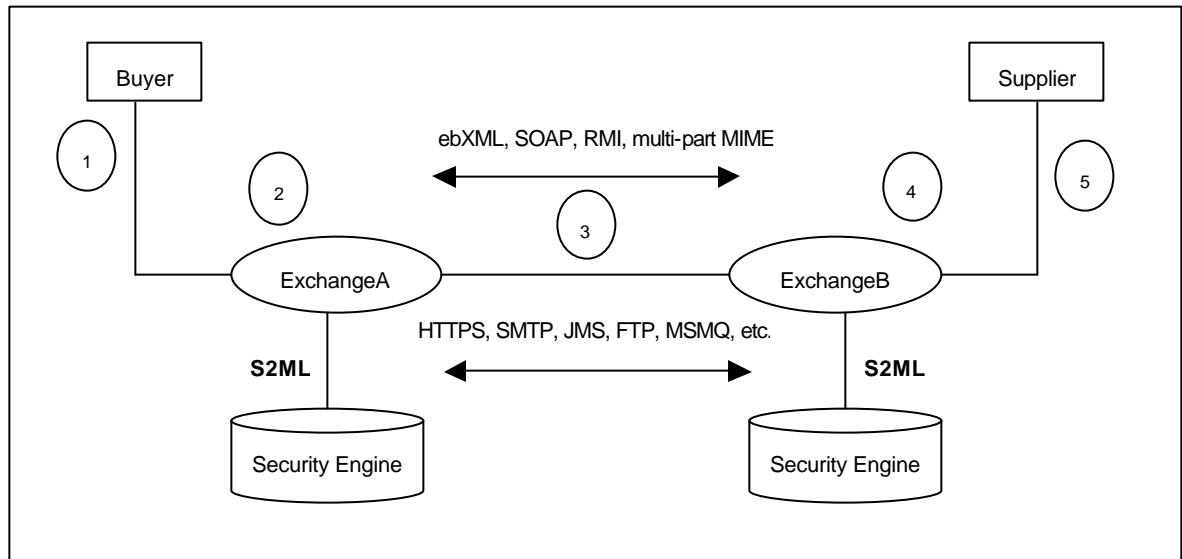 Buyer
Supplier
1
ebXML, SOAP, RMI, multi-part MIME
2
4
5
3
ExchangeA
ExchangeB
HTTPS, SMTP, JMS, FTP, MSMQ, etc.
S2ML
S2ML
Security Engine
Security Engine